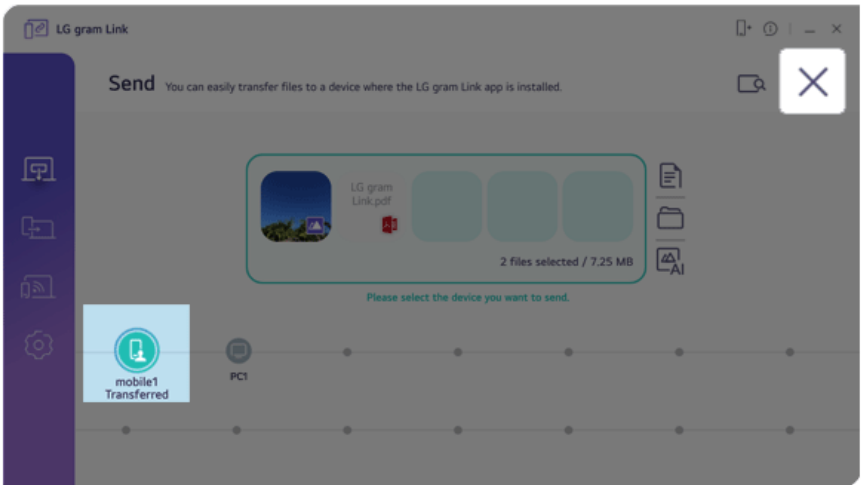 LG gram Link
Send You can easily transfer files to a device where the LG gram Link app is installed.
LG gram
Link.pdf
2 files selected / 7.25 MB
AI
Please select the device you want to send.
mobile1
Transferred
PC1